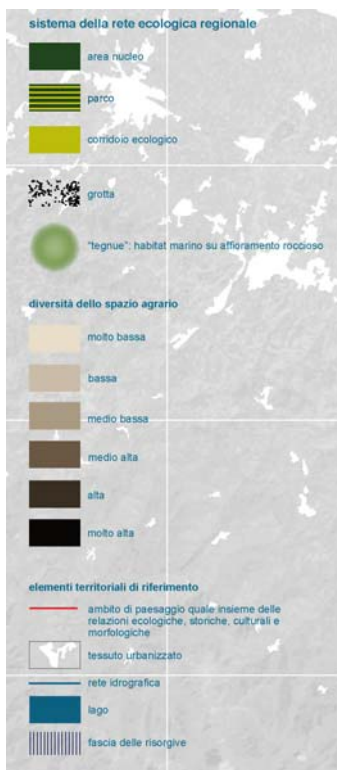 sistema della rete ecologica regionale
area nucleo
parco
corridoio ecologico
grotta
"tegnue": habitat marino su affioramento roccioso
diversità dello spazio agrario
molto bassa
bassa
medio bassa
medio alta
alta
molto alta
elementi territoriali di riferimento
ambito di paesaggio quale insieme delle
relazioni ecologiche, storiche, culturali e
morfologiche
tessuto urbanizzato
rete idrografica
lago
fascia delle risorgive